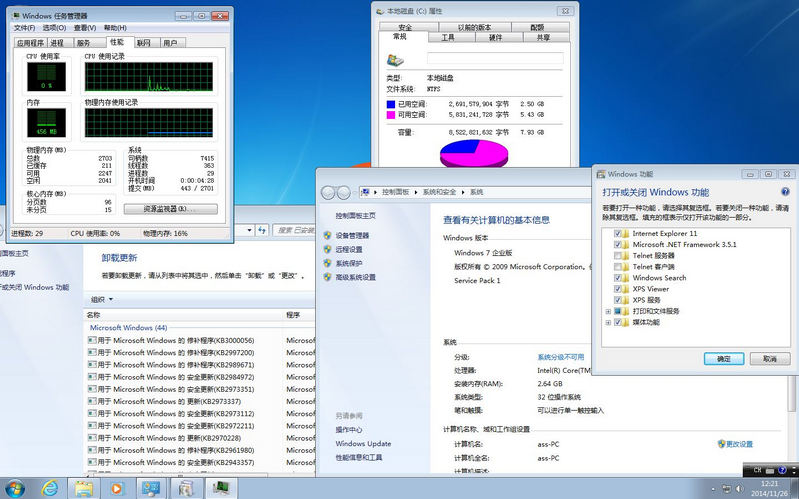 Windows 任务管理器
文件(F) 选项(O) 查看(V) 帮助(H)
应用程序 进程 服务 性能 联网 用户
CPU 使用率
CPU 使用记录
0 %
内存
物理内存使用记录
456 MB
物理内存(MB)
总数 2703
已缓存 211
可用 2247
空闲 2041
核心内存(MB)
分页数 96
未分页 15
系统
句柄数 7415
线程数 363
进程数 29
开机时间 0:00:04:28
提交(MB) 443 / 2701
资源监视器(R)...
进程数: 29 CPU 使用率: 0% 物理内存: 16%
本地磁盘 (C:) 属性
安全 以前的版本 配额
常规 工具 硬件 共享
类型: 本地磁盘
文件系统: NTFS
已用空间: 2,691,579,904 字节 2.50 GB
可用空间: 5,831,241,728 字节 5.43 GB
容量: 8,522,821,632 字节 7.93 GB
卸载更新
若要卸载更新，请从列表中将其选中，然后单击“卸载”或“更改”。
程序
开或关闭 Windows 功能
组织
名称 程序
Microsoft Windows (44)
用于 Microsoft Windows 的 修补程序(KB3000056) Microsof
用于 Microsoft Windows 的 更新(KB2997200) Microsof
用于 Microsoft Windows 的 修补程序(KB2989671) Microsof
用于 Microsoft Windows 的 安全更新(KB2984972) Microsof
用于 Microsoft Windows 的 安全更新(KB2973351) Microsof
用于 Microsoft Windows 的 更新(KB2973337) Microsof
用于 Microsoft Windows 的 安全更新(KB2973112) Microsof
用于 Microsoft Windows 的 安全更新(KB2972211) Microsof
用于 Microsoft Windows 的 更新(KB2970228) Microsof
用于 Microsoft Windows 的 修补程序(KB2961980) Microsof
用于 Microsoft Windows 的 安全更新(KB2943357) Microsof
控制面板 系统和安全 系统
控制面板主页
设备管理器
远程设置
系统保护
高级系统设置
另请参阅
操作中心
Windows Update
性能信息和工具
查看有关计算机的基本信息
Windows 版本
Windows 7 企业版
版权所有 © 2009 Microsoft Corporation。
Service Pack 1
系统
分级: 系统分级不可用
处理器: Intel(R) Core(TM)
安装内存(RAM): 2.64 GB
系统类型: 32 位操作系统
笔和触摸: 可以进行单一触控输入
计算机名称、域和工作组设置
计算机名: ass-PC
更改设置
计算机全名: ass-PC
计算机描述:
Windows 功能
打开或关闭 Windows 功能
若要打开一种功能，请选择其复选框。若要关闭一种功能，请清
除其复选框。填充的框表示仅打开该功能的一部分。
Internet Explorer 11
Microsoft .NET Framework 3.5.1
Telnet 服务器
Telnet 客户端
Windows Search
XPS Viewer
XPS 服务
打印和文件服务
媒体功能
确定 取消
CH
12:21
2014/11/26